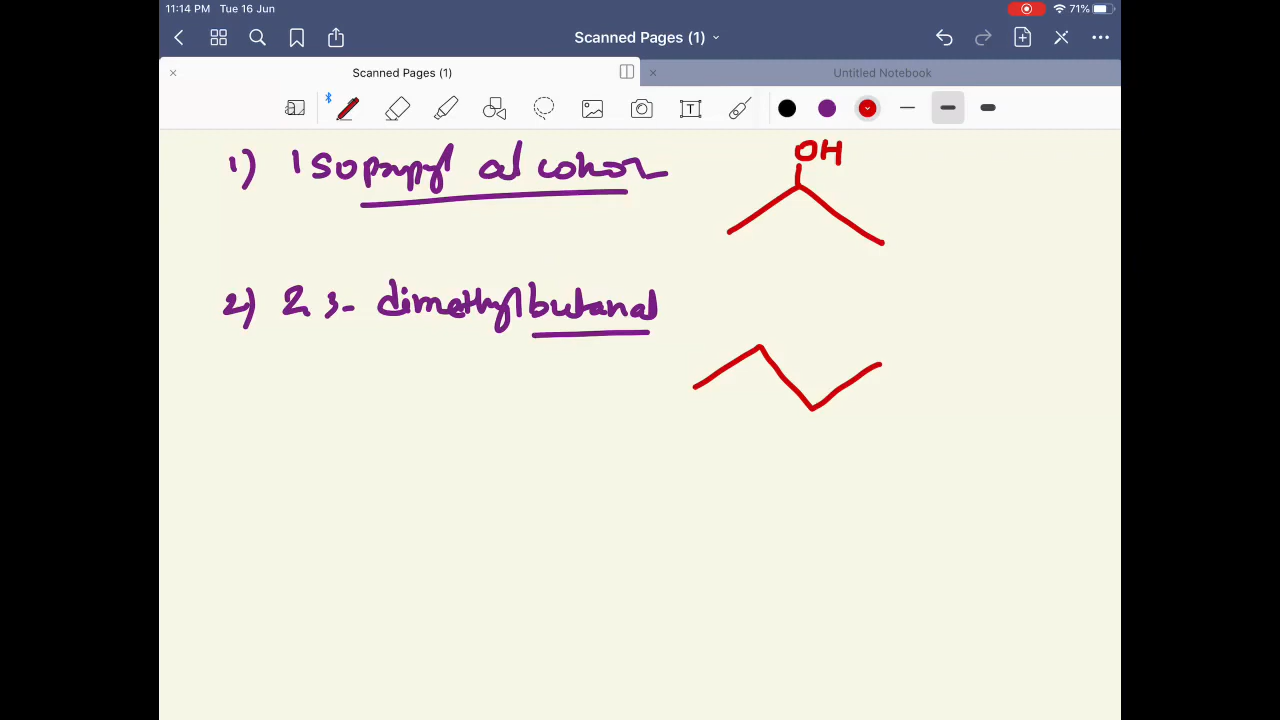 11:14 PM Tue 16 Jun
71%
Scanned Pages (1)
Scanned Pages (1)
Untitled Notebook
T
1) Isopropyl alcohol
OH
2) 2 3- dimethylbutanal